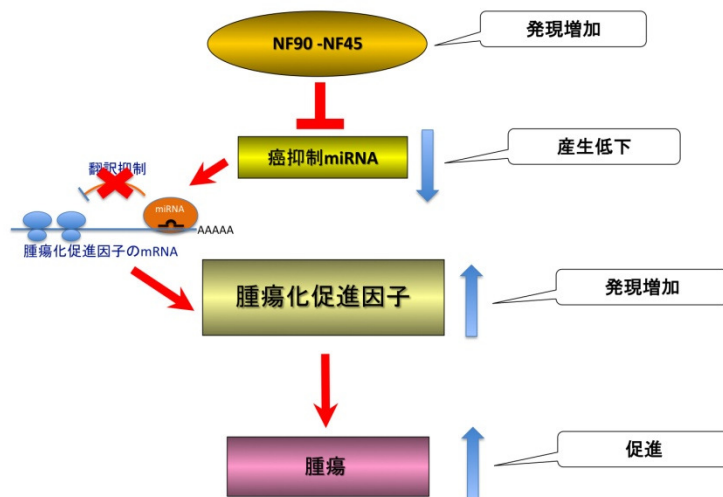 NF90 -NF45
発現増加
癌抑制miRNA
産生低下
翻訳抑制
miRNA
AAAAA
腫瘍化促進因子のmRNA
腫瘍化促進因子
発現増加
腫瘍
促進